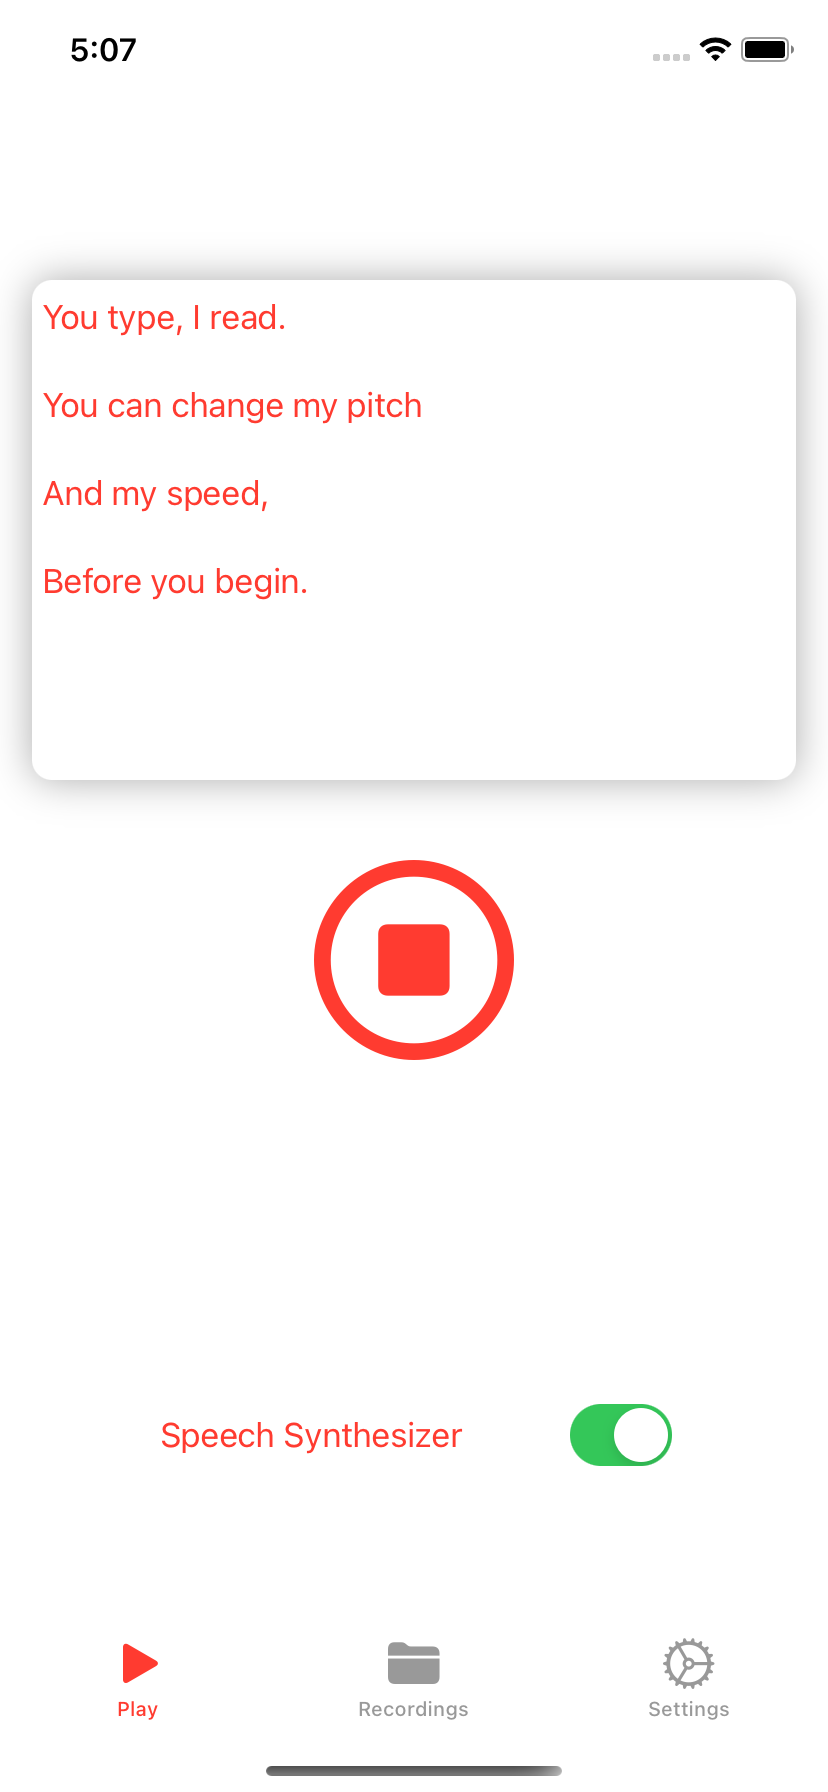 5:07
You type, I read.
You can change my pitch
And my speed,
Before you begin.
Speech Synthesizer
Play
Recordings
Settings